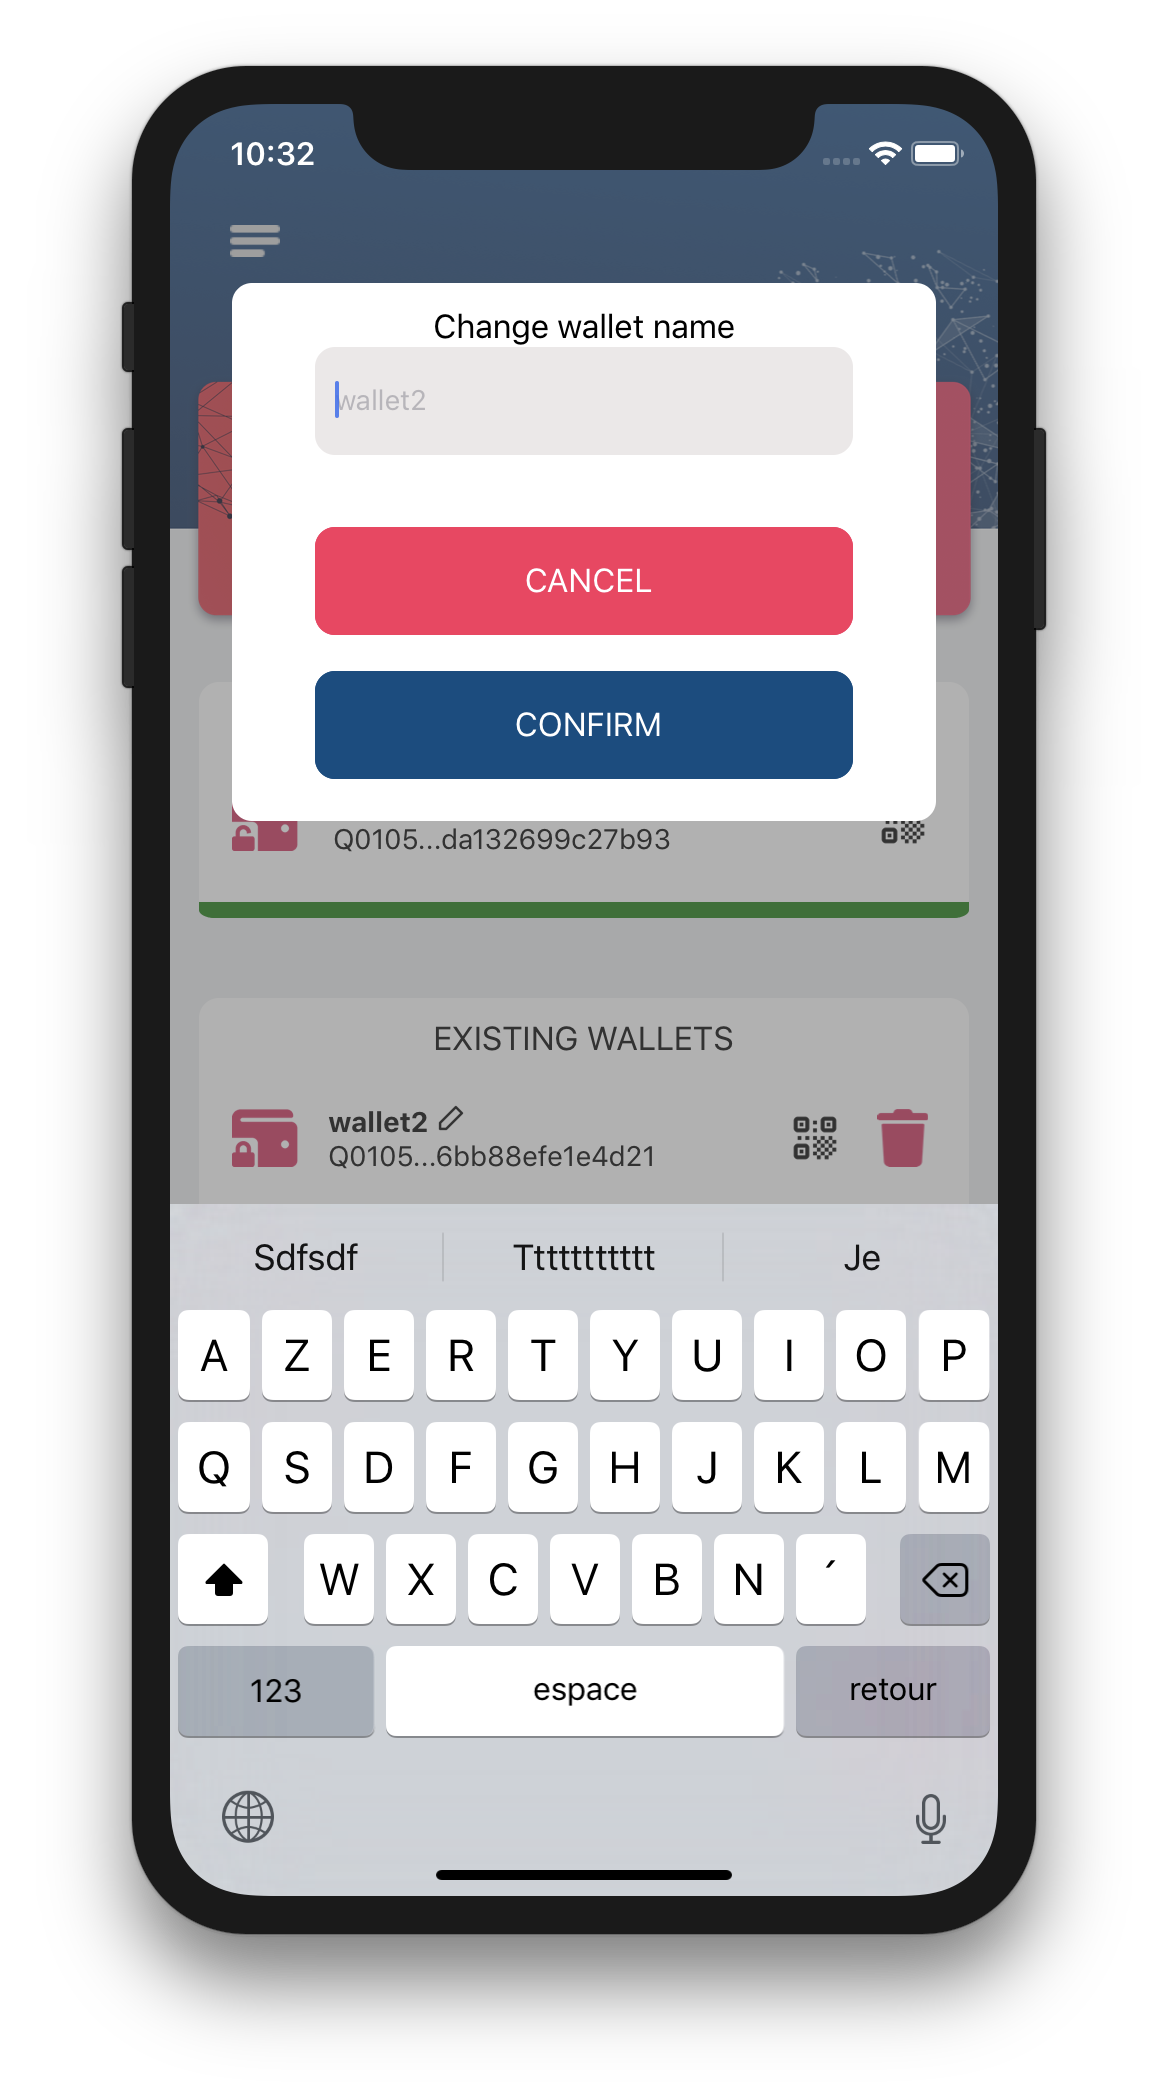 10:32
Change wallet name
wallet2
CANCEL
CONFIRM
Q0105...da132699c27b93
EXISTING WALLETS
wallet2
Q0105...6bb88efe1e4d21
Sdfsdf Tttttttttt Je
A Z E R T Y U I O P
Q S D F G H J K L M
W X C V B N ´
123 espace retour